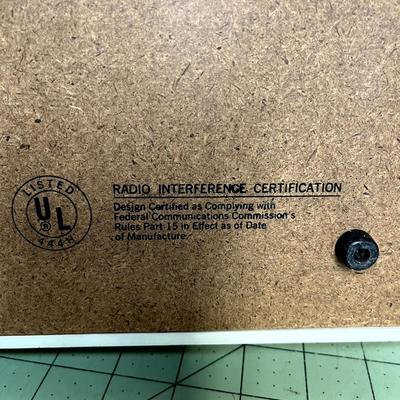 LISTED
UL
®
444H
RADIO INTERFERENCE CERTIFICATION
Design Certified as Complying with
Federal Communications Commission's
Rules Part 15 in Effect as of Date
of Manufacture.